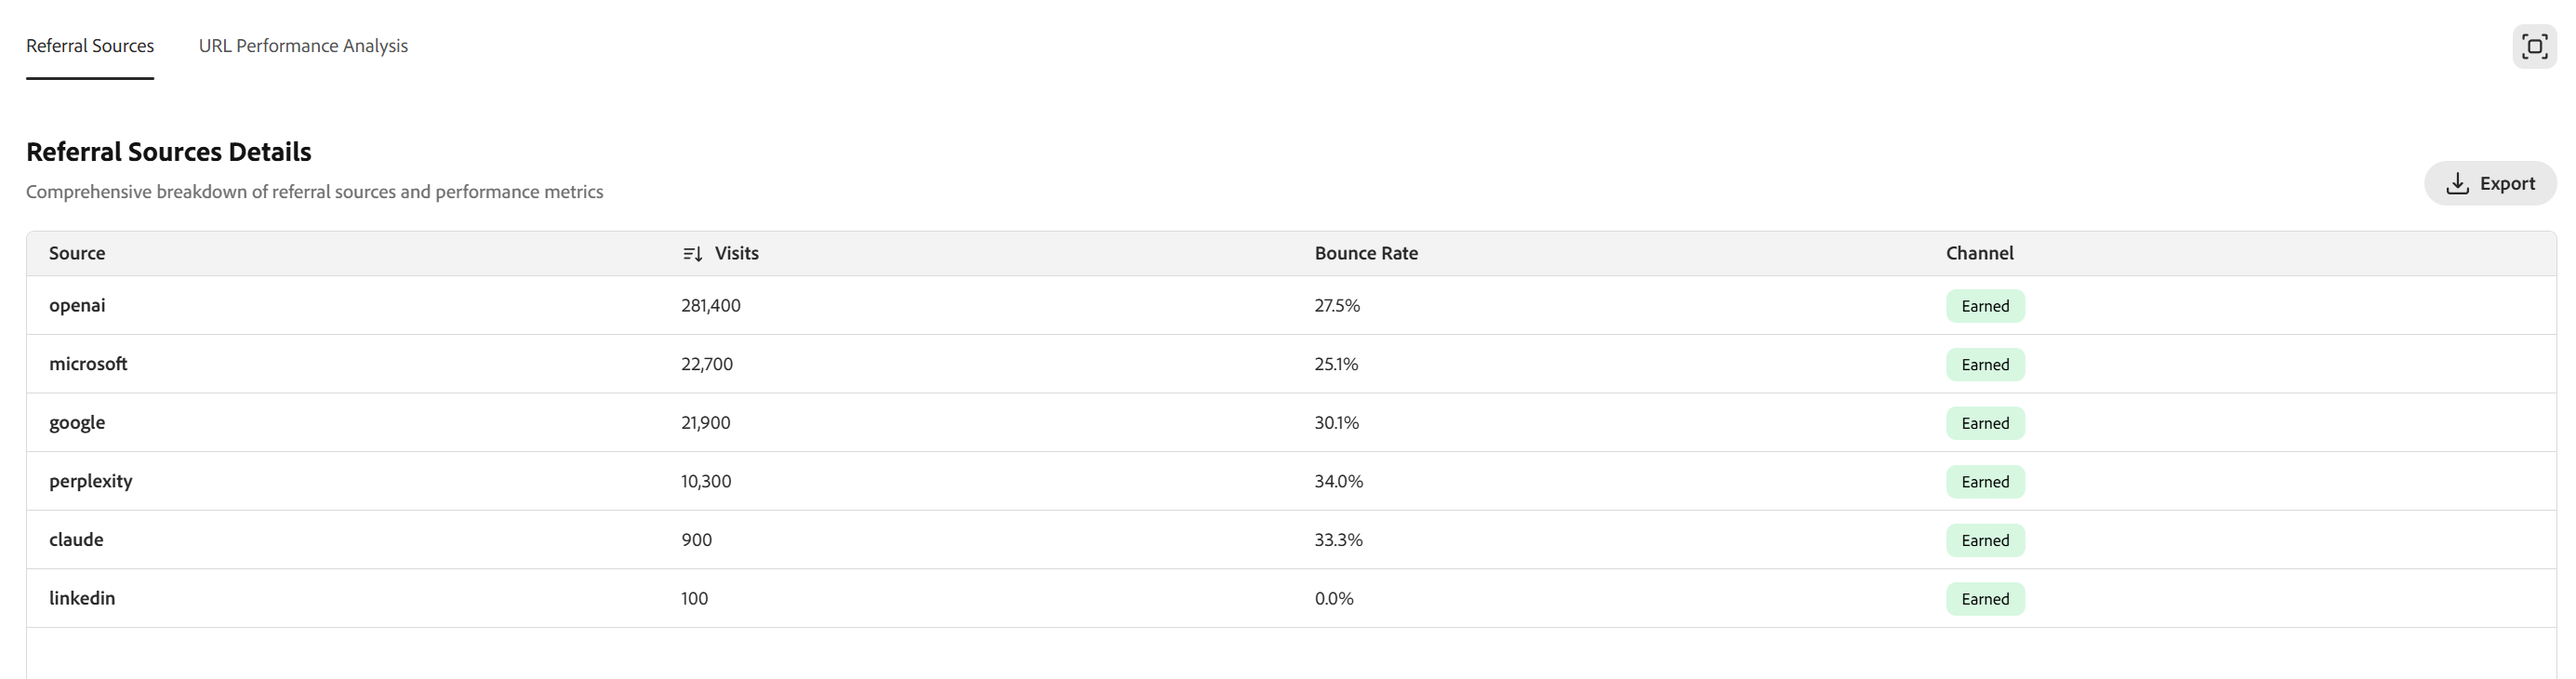 Referral Sources URL Performance Analysis
Referral Sources Details
Comprehensive breakdown of referral sources and performance metrics
Export
Source Visits Bounce Rate Channel
openai 281,400 27.5% Earned
microsoft 22,700 25.1% Earned
google 21,900 30.1% Earned
perplexity 10,300 34.0% Earned
claude 900 33.3% Earned
linkedin 100 0.0% Earned